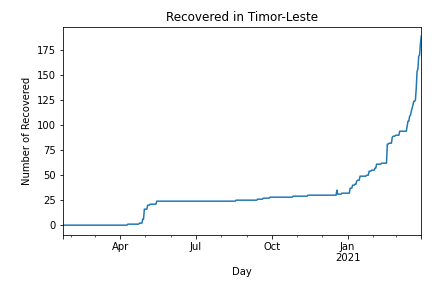 Recovered in Timor-Leste
Number of Recovered
175
150
125
100
75
50
25
0
Apr
Jul
Oct
Jan
2021
Day